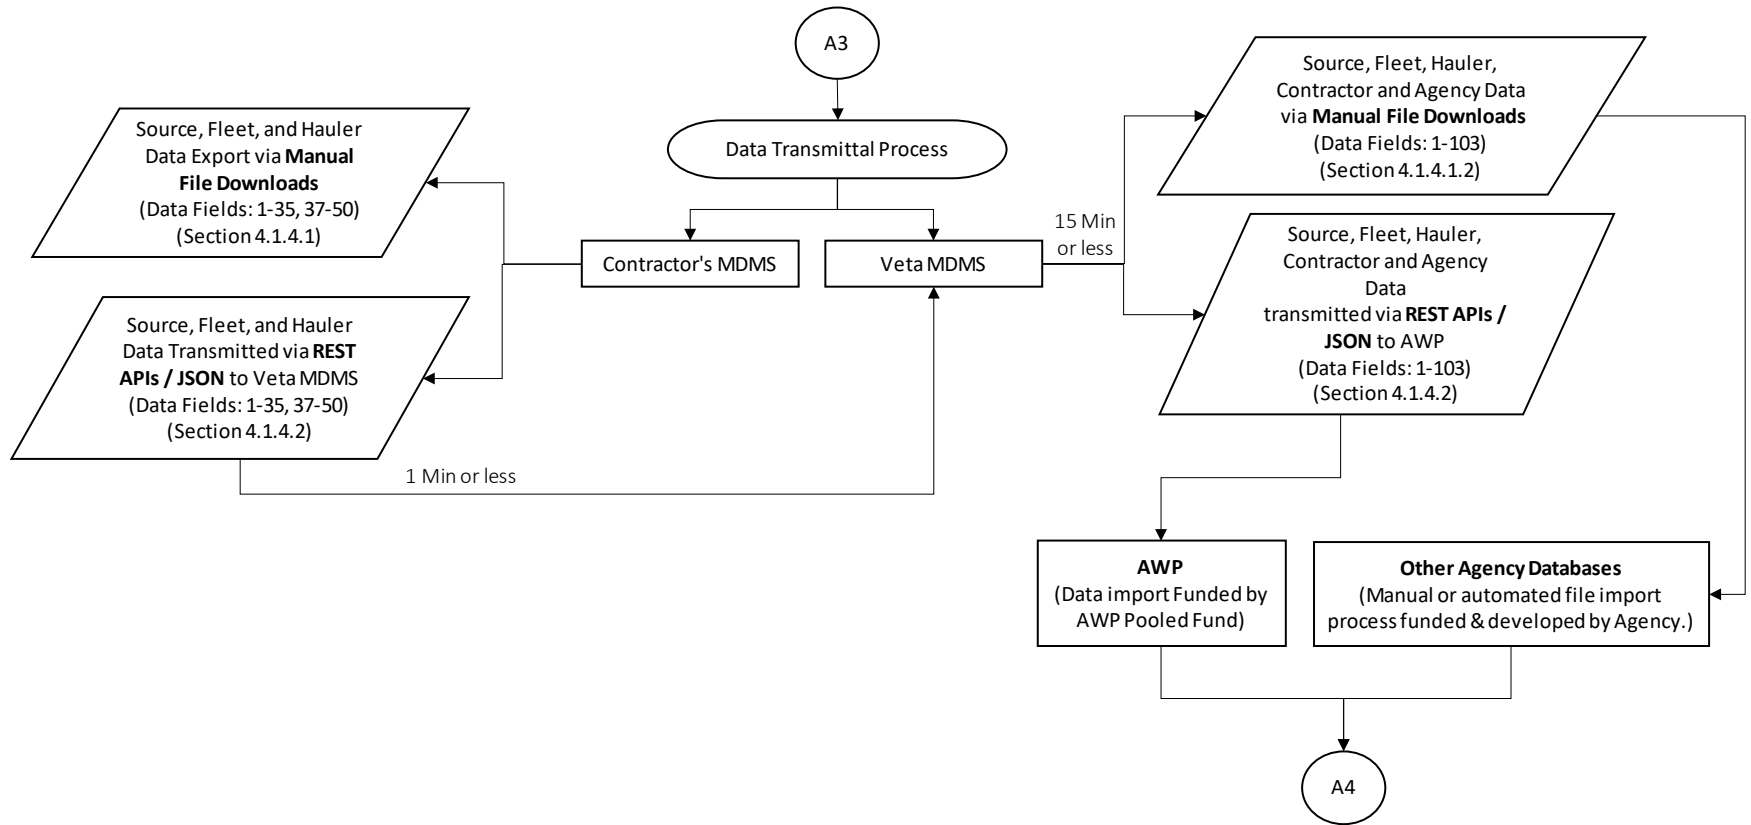 A3
Data Transmittal Process
Source, Fleet, and Hauler
Data Export via Manual
File Downloads
(Data Fields: 1-35, 37-50)
(Section 4.1.4.1)
Contractor's MDMS
Veta MDMS
Source, Fleet, and Hauler
Data Transmitted via REST
APIs / JSON to Veta MDMS
(Data Fields: 1-35, 37-50)
(Section 4.1.4.2)
1 Min or less
15 Min
or less
Source, Fleet, Hauler,
Contractor and Agency Data
via Manual File Downloads
(Data Fields: 1-103)
(Section 4.1.4.1.2)
Source, Fleet, Hauler,
Contractor and Agency
Data
transmitted via REST APIs /
JSON to AWP
(Data Fields: 1-103)
(Section 4.1.4.2)
AWP
(Data import Funded by
AWP Pooled Fund)
Other Agency Databases
(Manual or automated file import
process funded & developed by Agency.)
A4